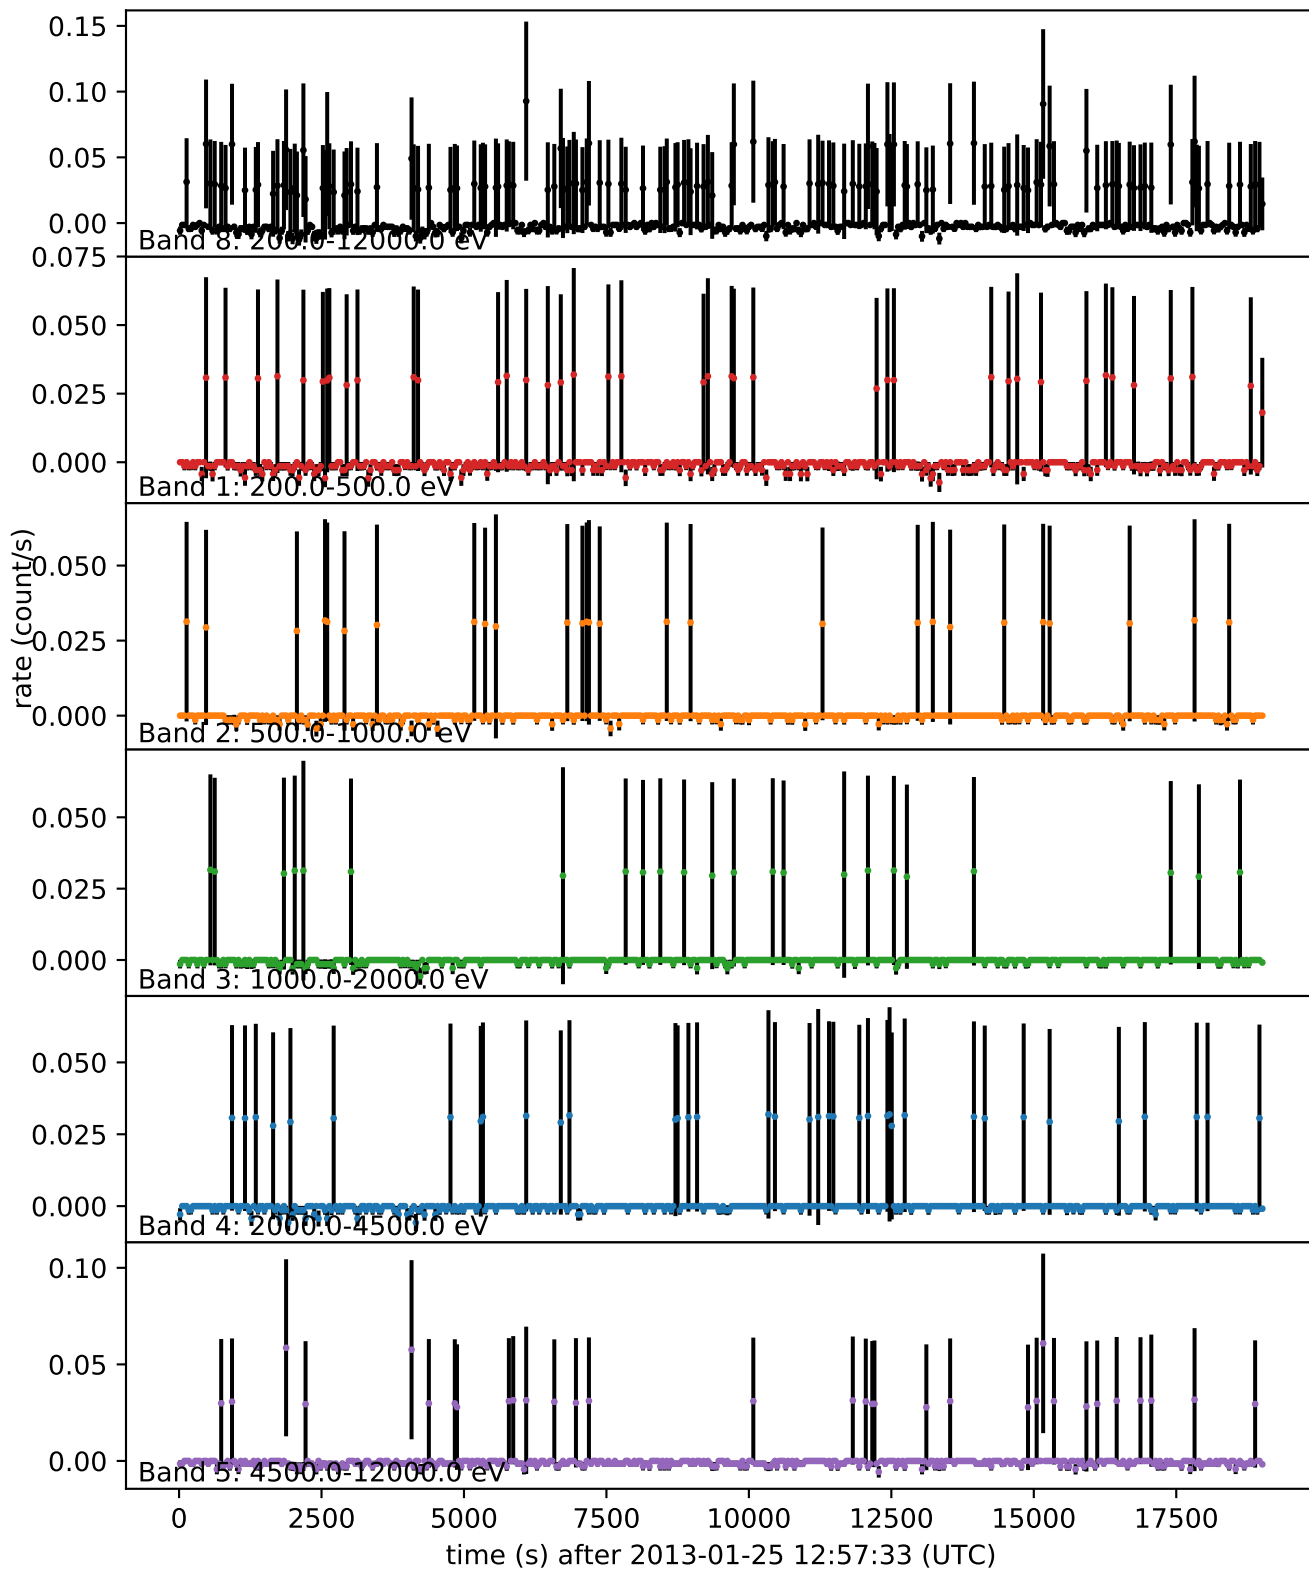 0.15
0.10
0.05
0.00
Band 8: 200.0-12000.0 eV
0.075
0.050
0.025
0.000
Band 1: 200.0-500.0 eV
rate (count/s)
0.050
0.025
0.000
Band 2: 500.0-1000.0 eV
0.050
0.025
0.000
Band 3: 1000.0-2000.0 eV
0.050
0.025
0.000
Band 4: 2000.0-4500.0 eV
0.10
0.05
0.00
Band 5: 4500.0-12000.0 eV
0 2500 5000 7500 10000 12500 15000 17500
time (s) after 2013-01-25 12:57:33 (UTC)